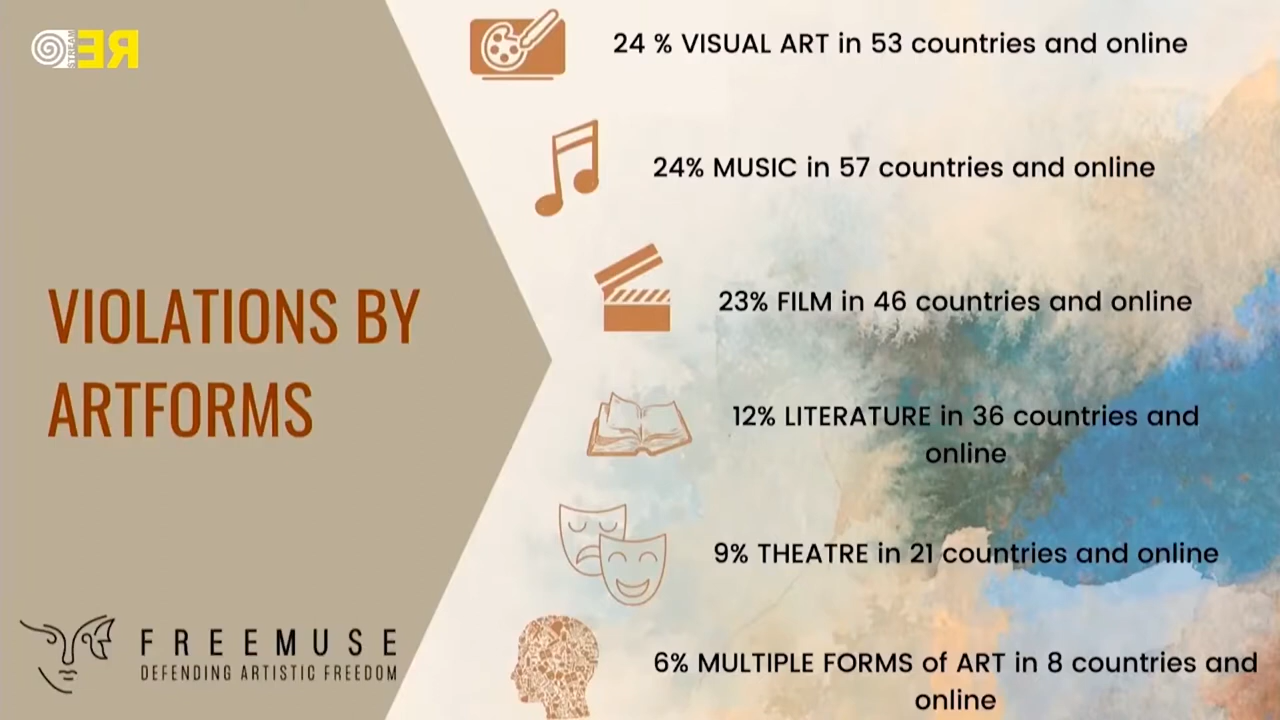 STREAM
ЯE
24 % VISUAL ART in 53 countries and online
24% MUSIC in 57 countries and online
23% FILM in 46 countries and online
VIOLATIONS BY
ARTFORMS
12% LITERATURE in 36 countries and
online
9% THEATRE in 21 countries and online
FREEMUSE
DEFENDING ARTISTIC FREEDOM
6% MULTIPLE FORMS of ART in 8 countries and
online